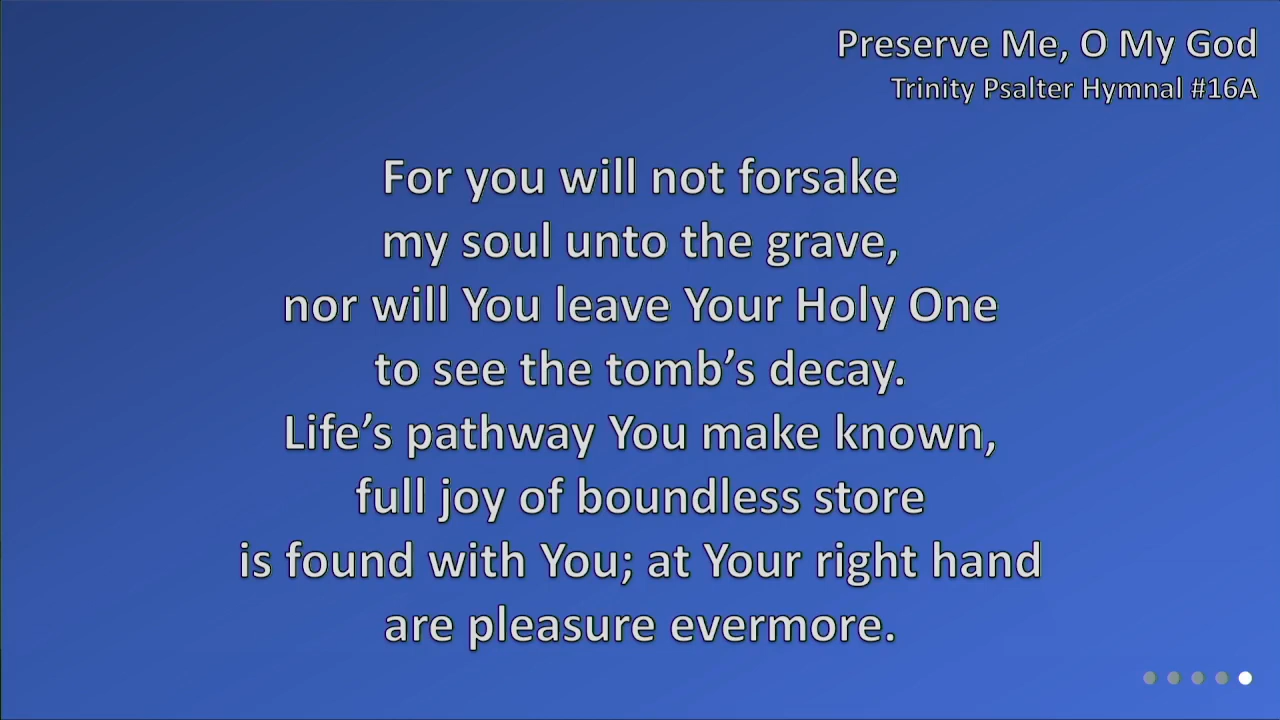 Preserve Me, O My God
Trinity Psalter Hymnal #16A
For you will not forsake
my soul unto the grave,
nor will You leave Your Holy One
to see the tomb’s decay.
Life’s pathway You make known,
full joy of boundless store
is found with You; at Your right hand
are pleasure evermore.